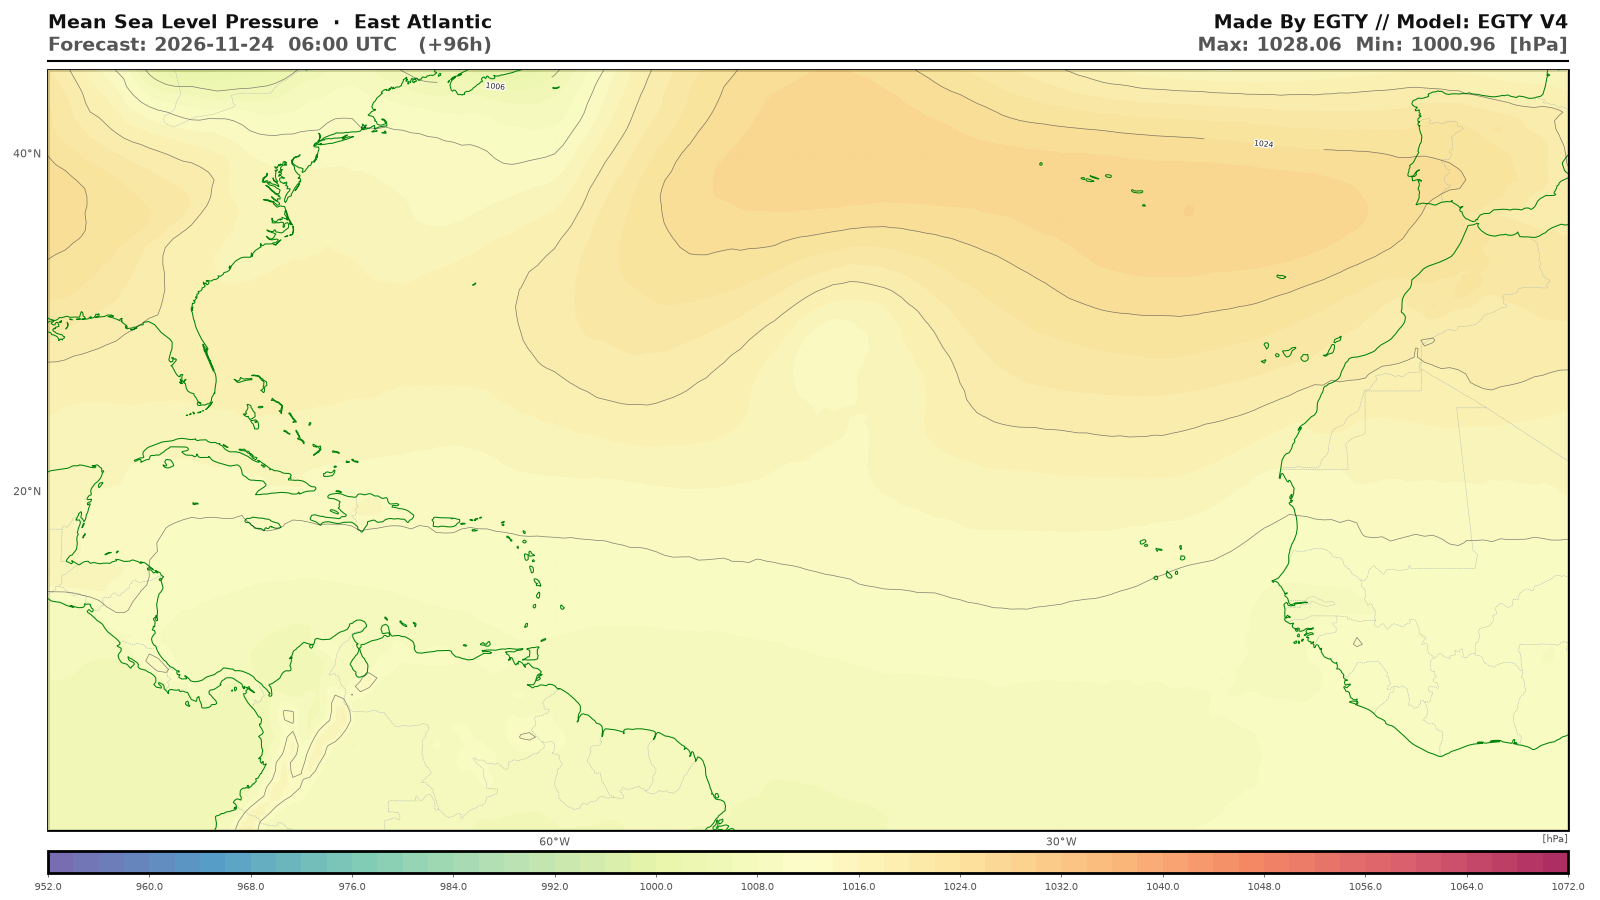 Mean Sea Level Pressure · East Atlantic
Made By EGTY // Model: EGTY V4
Forecast: 2026-11-24 06:00 UTC (+96h)
Max: 1028.06 Min: 1000.96 [hPa]
1006
1024
40°N
20°N
60°W
30°W
[hPa]
952.0 960.0 968.0 976.0 984.0 992.0 1000.0 1008.0 1016.0 1024.0 1032.0 1040.0 1048.0 1056.0 1064.0 1072.0